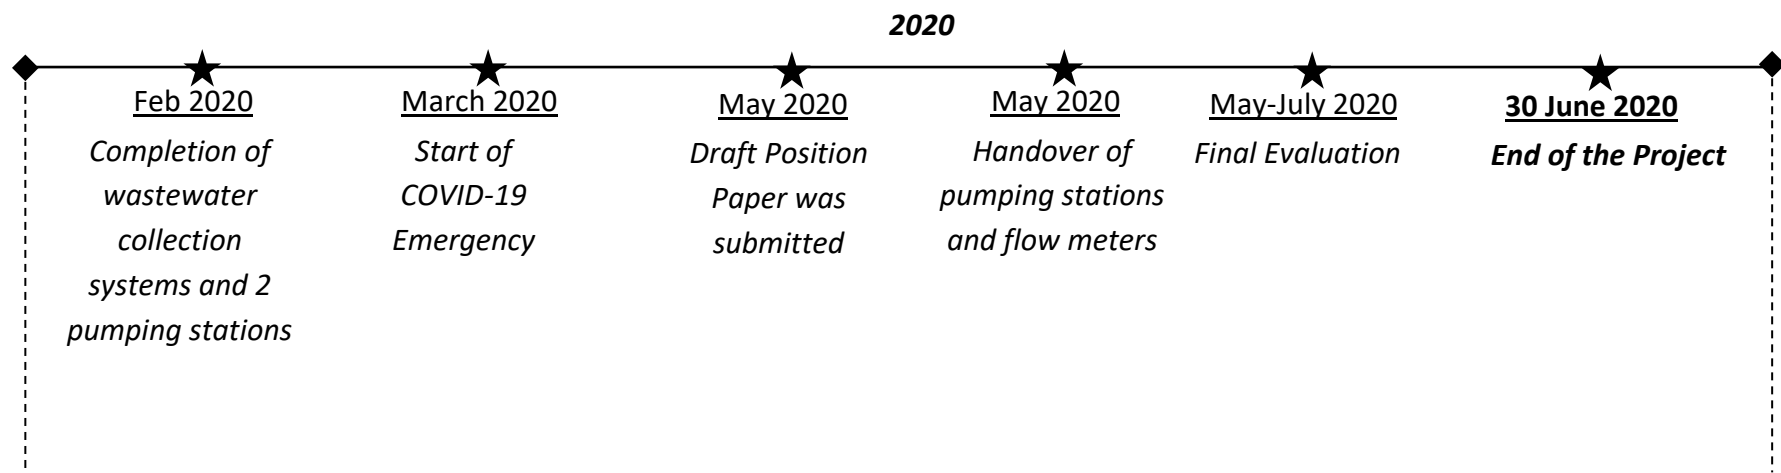 2020
Feb 2020
Completion of
wastewater
collection
systems and 2
pumping stations
March 2020
Start of
COVID-19
Emergency
May 2020
Draft Position
Paper was
submitted
May 2020
Handover of
pumping stations
and flow meters
May-July 2020
Final Evaluation
30 June 2020
End of the Project